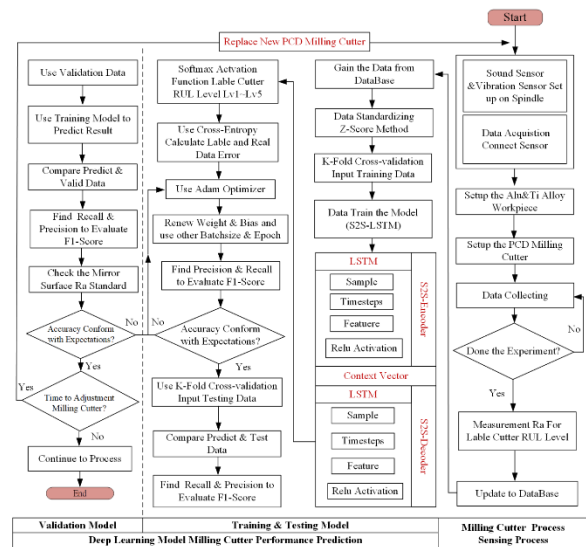 Start
Replace New PCD Milling Cutter
Use Validation Data
Use Training Model to
Predict Result
Compare Predict &
Valid Data
Find Recall &
Precision to Evaluate
F1-Score
Check the Mirror
Surface Ra Standard
Accuracy Conform
with Expectations?
No
Yes
Time to Adjustment
Milling Cutter?
Yes
No
Continue to Process
End
Softmax Actvation
Function Lable Cutter
RUL Level Lv1~Lv5
Use Cross-Entropy
Calculate Lable and Real
Data Error
Use Adam Optimizer
Renew Weight & Bias and
use other Batchsize & Epoch
Find Precision & Recall
to Evaluate F1-Score
Accuracy Conform
with Expectations?
No
Yes
Use K-Fold Cross-validation
Input Testing Data
Compare Predict & Test
Data
Find Recall & Precision to
Evaluate F1-Score
Gain the Data from
DataBase
Data Standardizing
Z-Score Method
K-Fold Cross-validation
Input Training Data
Data Train the Model
(S2S-LSTM)
LSTM
Sample
Timesteps
Featuere
Relu Activation
S2S-Encoder
Context Vector
LSTM
Sample
Timesteps
Feature
Relu Activation
S2S-Decoder
Sound Sensor
&Vibration Sensor Set
up on Spindle
Data Acquistion
Connect Sensor
Setup the Alu&Ti Alloy
Workpiece
Setup the PCD Milling
Cutter
Data Collecting
Done the Experiment?
No
Yes
Measurement Ra For
Lable Cutter RUL Level
Update to DataBase
Validation Model
Training & Testing Model
Deep Learning Model Milling Cutter Performance Prediction
Milling Cutter Process
Sensing Process